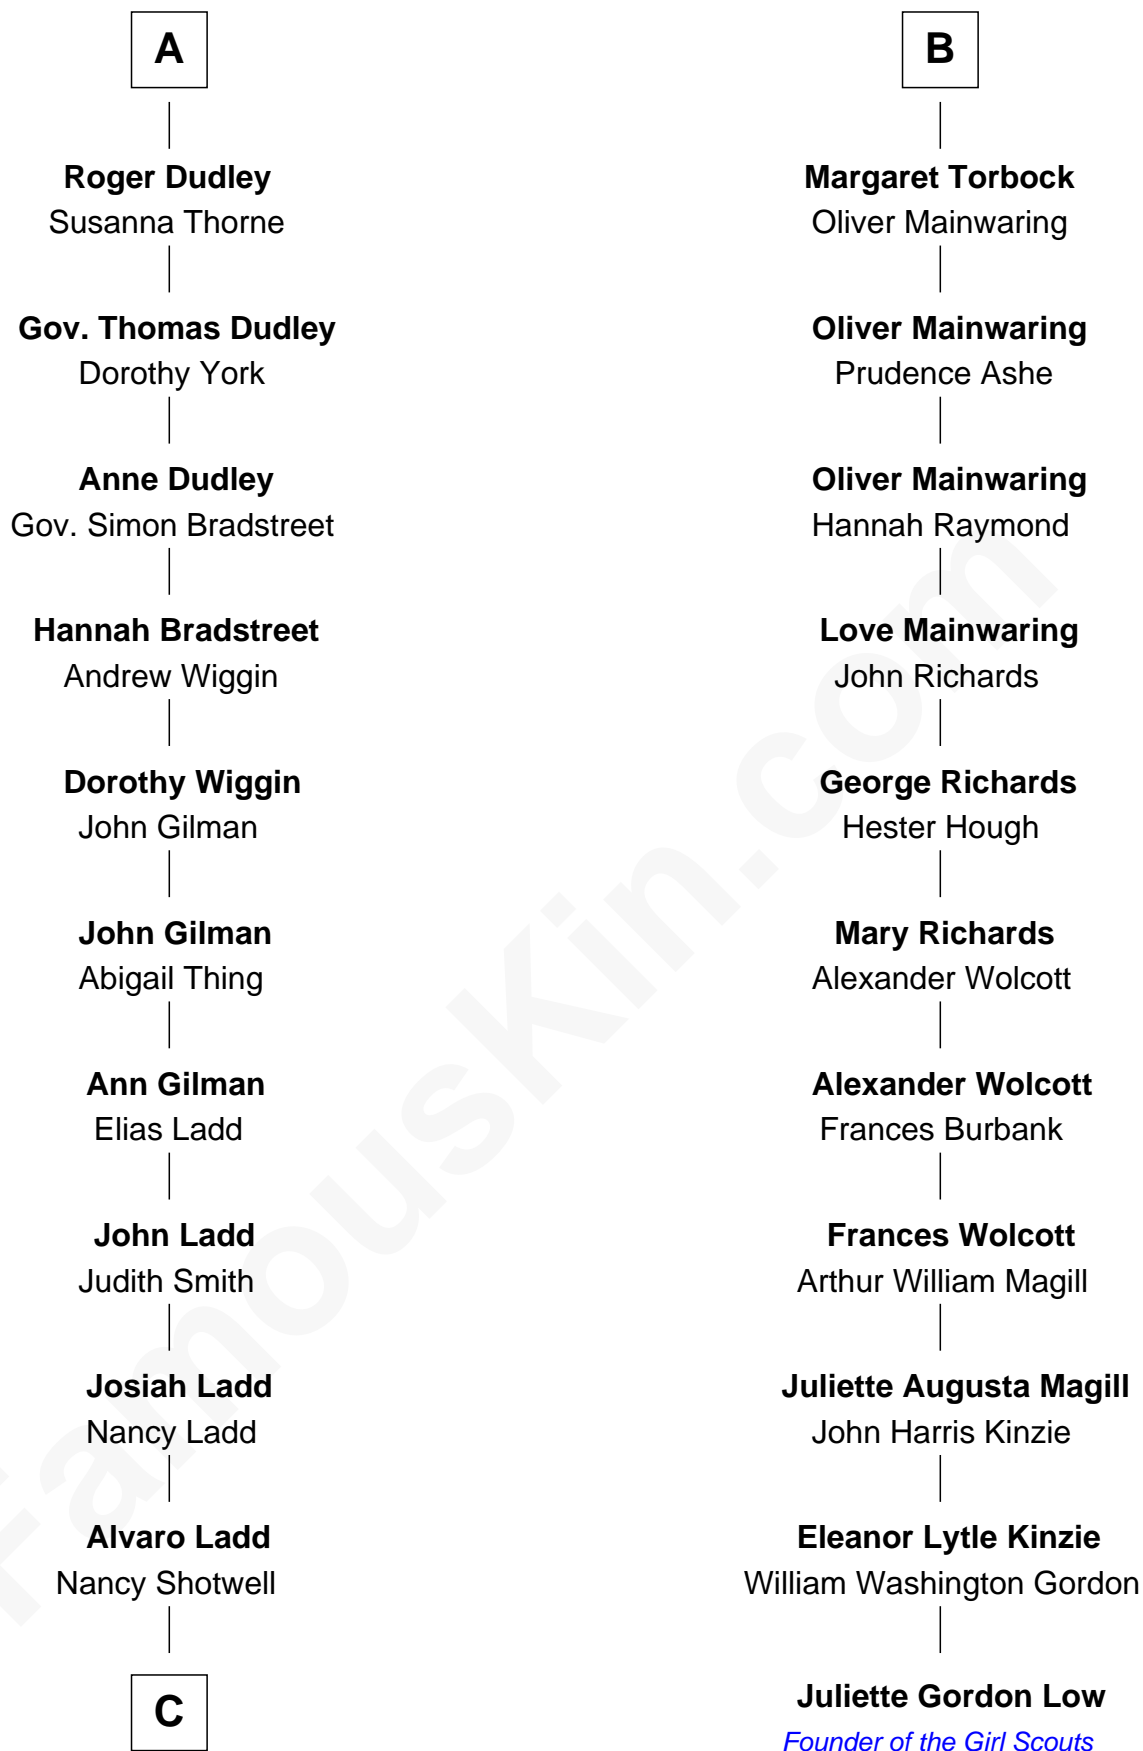 A
Roger Dudley
Susanna Thorne
Gov. Thomas Dudley
Dorothy York
Anne Dudley
Gov. Simon Bradstreet
Hannah Bradstreet
Andrew Wiggin
Dorothy Wiggin
John Gilman
John Gilman
Abigail Thing
Ann Gilman
Elias Ladd
John Ladd
Judith Smith
Josiah Ladd
Nancy Ladd
Alvaro Ladd
Nancy Shotwell
C
B
Margaret Torbock
Oliver Mainwaring
Oliver Mainwaring
Prudence Ashe
Oliver Mainwaring
Hannah Raymond
Love Mainwaring
John Richards
George Richards
Hester Hough
Mary Richards
Alexander Wolcott
Alexander Wolcott
Frances Burbank
Frances Wolcott
Arthur William Magill
Juliette Augusta Magill
John Harris Kinzie
Eleanor Lytle Kinzie
William Washington Gordon
Juliette Gordon Low
Founder of the Girl Scouts
FamousKin.com